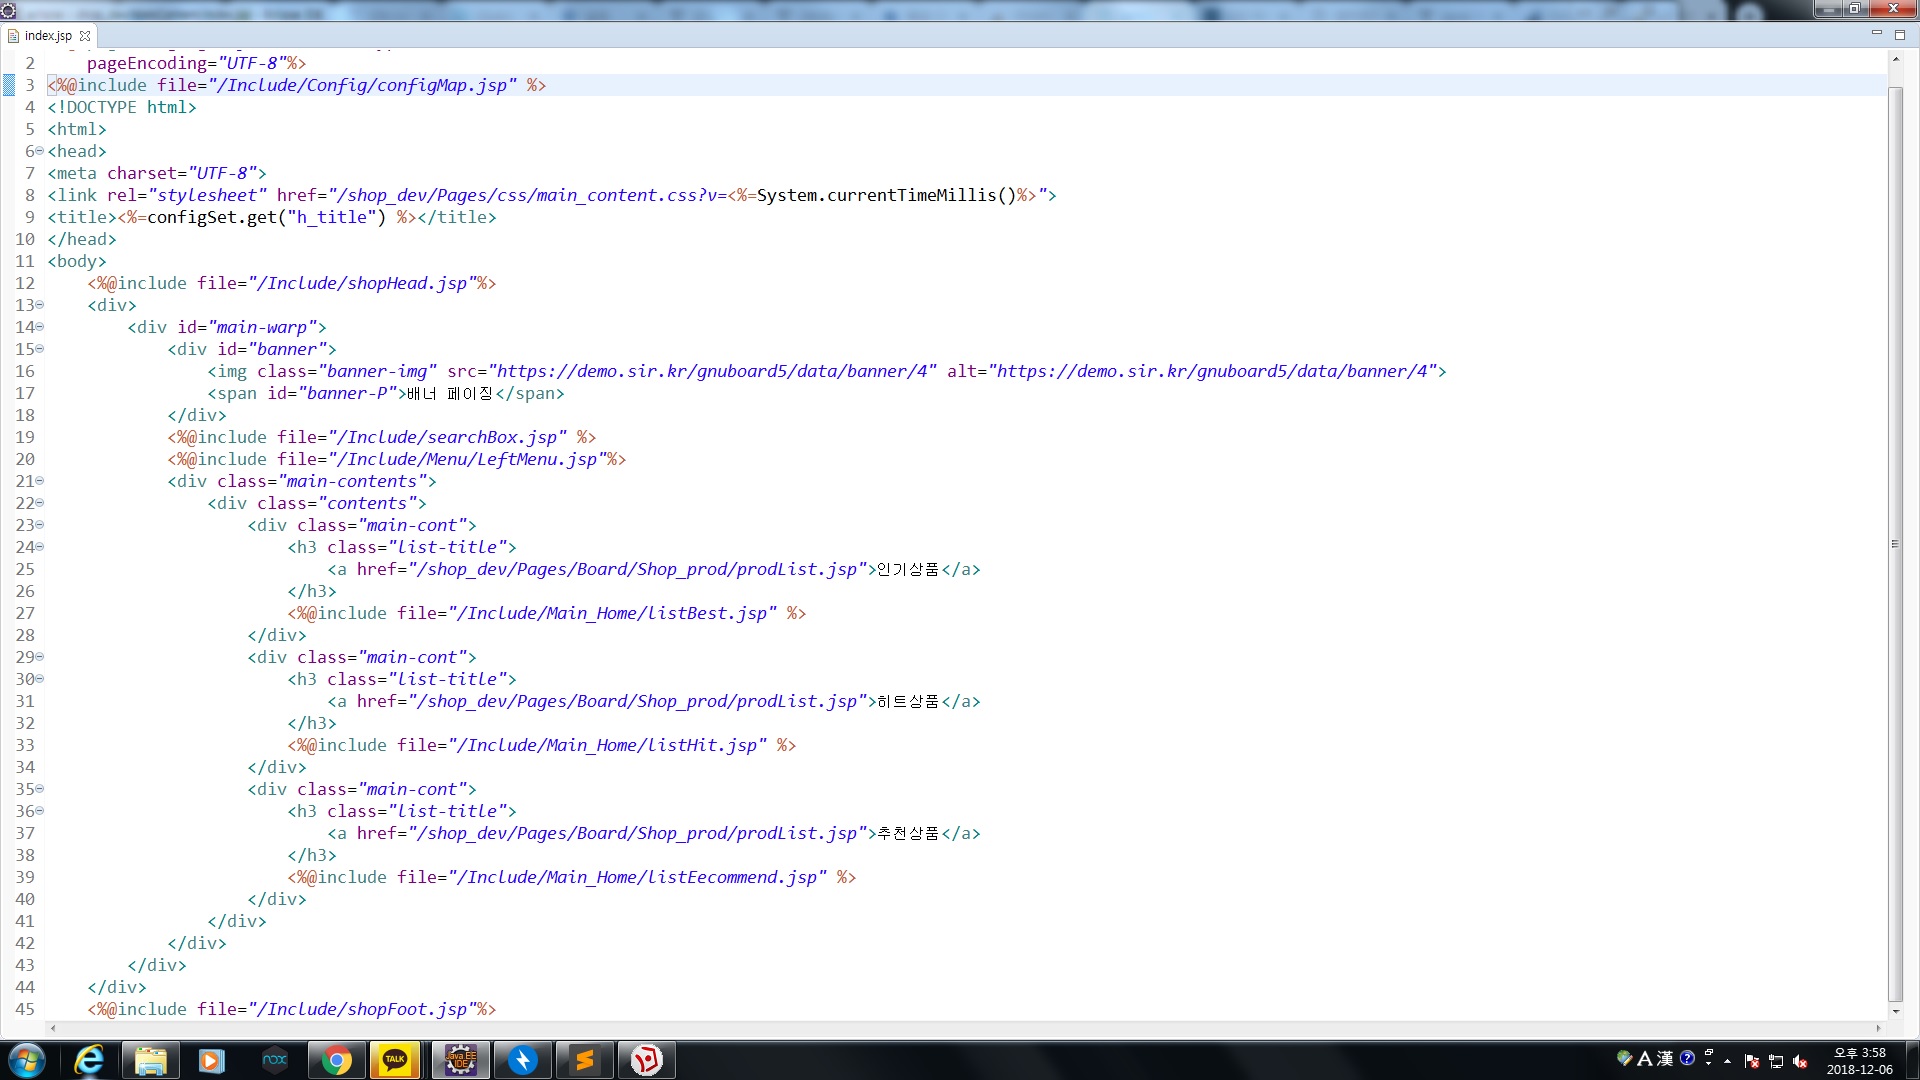 index.jsp
2 pageEncoding="UTF-8"%>
3 <%@include file="/Include/Config/configMap.jsp" %>
4 <!DOCTYPE html>
5 <html>
6 <head>
7 <meta charset="UTF-8">
8 <link rel="stylesheet" href="/shop_dev/Pages/css/main_content.css?v=<%=System.currentTimeMillis()%>">
9 <title><%=configSet.get("h_title") %></title>
10 </head>
11 <body>
12 <%@include file="/Include/shopHead.jsp"%>
13 <div>
14 <div id="main-warp">
15 <div id="banner">
16 <img class="banner-img" src="https://demo.sir.kr/gnuboard5/data/banner/4" alt="https://demo.sir.kr/gnuboard5/data/banner/4">
17 <span id="banner-P">배너 페이징</span>
18 </div>
19 <%@include file="/Include/searchBox.jsp" %>
20 <%@include file="/Include/Menu/LeftMenu.jsp"%>
21 <div class="main-contents">
22 <div class="contents">
23 <div class="main-cont">
24 <h3 class="list-title">
25 <a href="/shop_dev/Pages/Board/Shop_prod/prodList.jsp">인기상품</a>
26 </h3>
27 <%@include file="/Include/Main_Home/listBest.jsp" %>
28 </div>
29 <div class="main-cont">
30 <h3 class="list-title">
31 <a href="/shop_dev/Pages/Board/Shop_prod/prodList.jsp">히트상품</a>
32 </h3>
33 <%@include file="/Include/Main_Home/listHit.jsp" %>
34 </div>
35 <div class="main-cont">
36 <h3 class="list-title">
37 <a href="/shop_dev/Pages/Board/Shop_prod/prodList.jsp">추천상품</a>
38 </h3>
39 <%@include file="/Include/Main_Home/listEecommend.jsp" %>
40 </div>
41 </div>
42 </div>
43 </div>
44 </div>
45 <%@include file="/Include/shopFoot.jsp"%>
nox
TALK
Java EE
IDE
A 漢
오후 3:58
2018-12-06